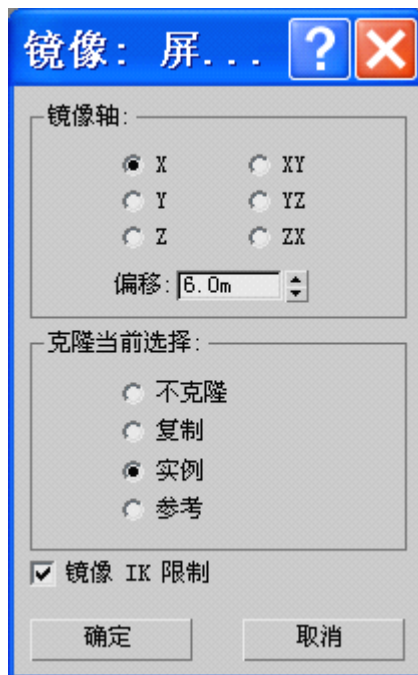 镜像: 屏...
镜像轴:
X XY
Y YZ
Z ZX
偏移: 6.0m
克隆当前选择:
不克隆
复制
实例
参考
镜像 IK 限制
确定 取消